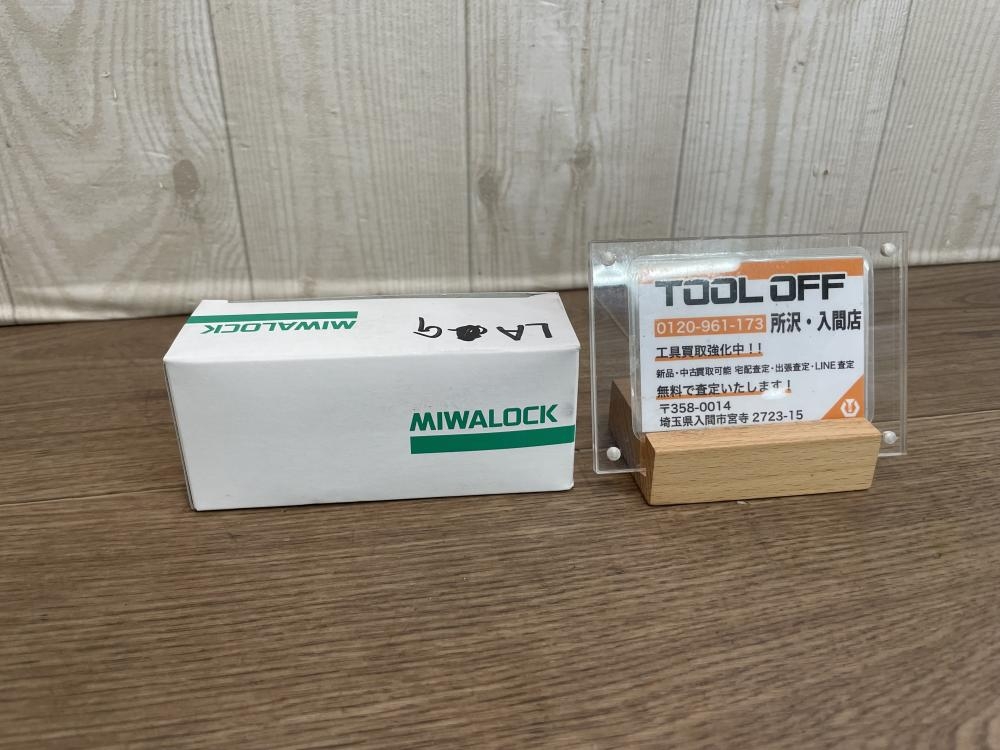 MIWALOCK
LA G
MIWALOCK
TOOL OFF
0120-961-173 所沢・入間店
工具買取強化中!!
新品・中古買取可能 宅配査定・出張査定・LINE査定
無料で査定いたします!
〒358-0014
埼玉県入間市宮寺 2723-15